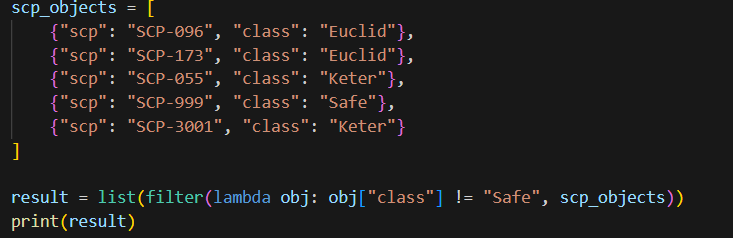 scp_objects = [
    {"scp": "SCP-096", "class": "Euclid"},
    {"scp": "SCP-173", "class": "Euclid"},
    {"scp": "SCP-055", "class": "Keter"},
    {"scp": "SCP-999", "class": "Safe"},
    {"scp": "SCP-3001", "class": "Keter"}
]
result = list(filter(lambda obj: obj["class"] != "Safe", scp_objects))
print(result)